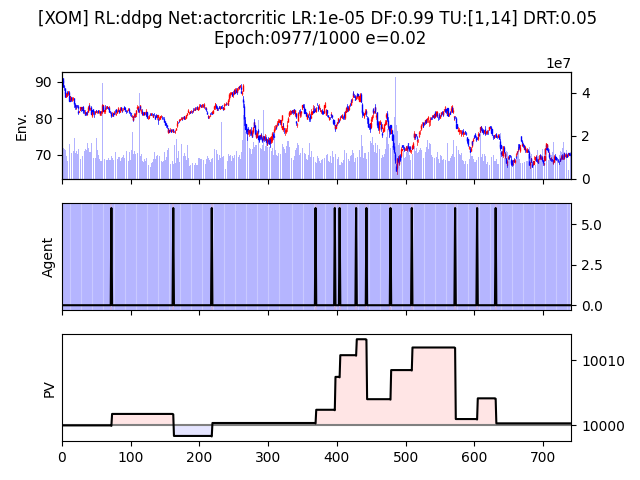 [XOM] RL:ddpg Net:actorcritic LR:1e-05 DF:0.99 TU:[1,14] DRT:0.05
Epoch:0977/1000 e=0.02
1e7
90
80
70
Env.
4
2
0
Agent
5.0
2.5
0.0
PV
10010
10000
0 100 200 300 400 500 600 700